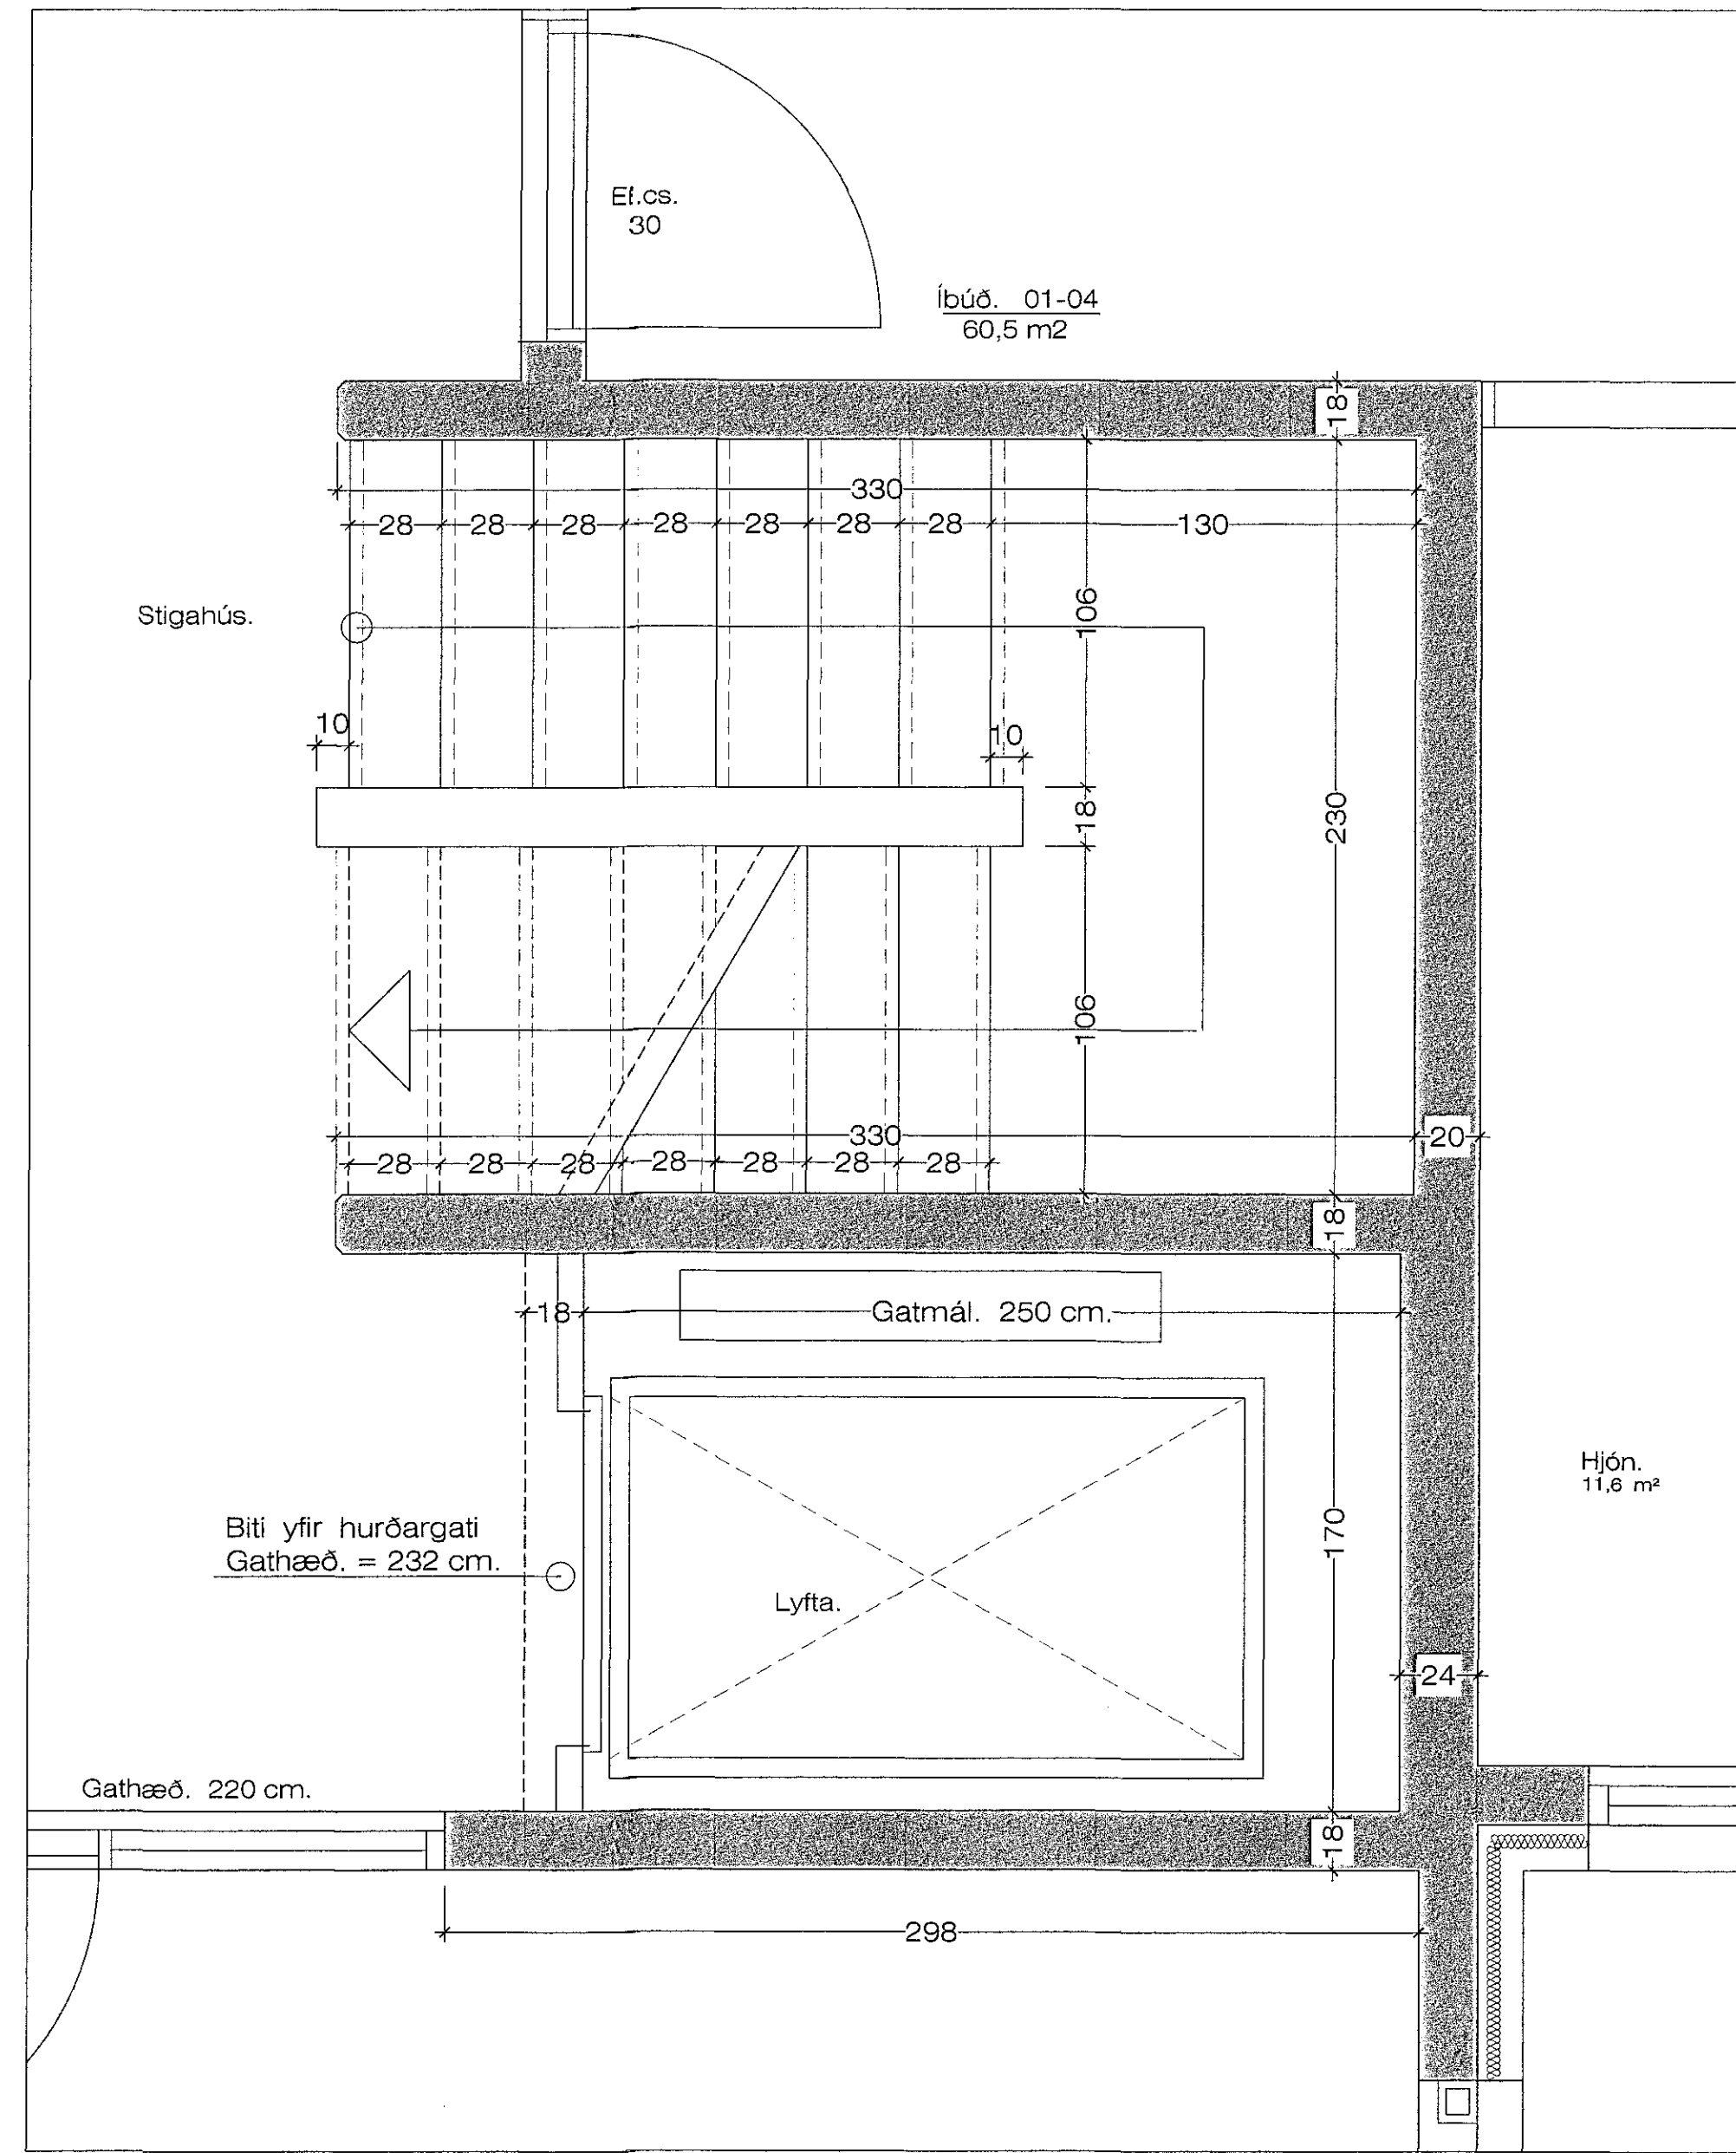 EI.cs.
30
Íbúð. 01-04
60,5 m2
18
330
28 28 28 28 28 28 28 130
Stigahús.
106
10
10
18
230
106
330
20
28 28 28 28 28 28 28
18
18
Gatmál. 250 cm.
Hjón.
11,6 m²
Biti yfir hurðargati
Gathæð. = 232 cm.
170
Lyfta.
24
Gathæð. 220 cm.
18
298